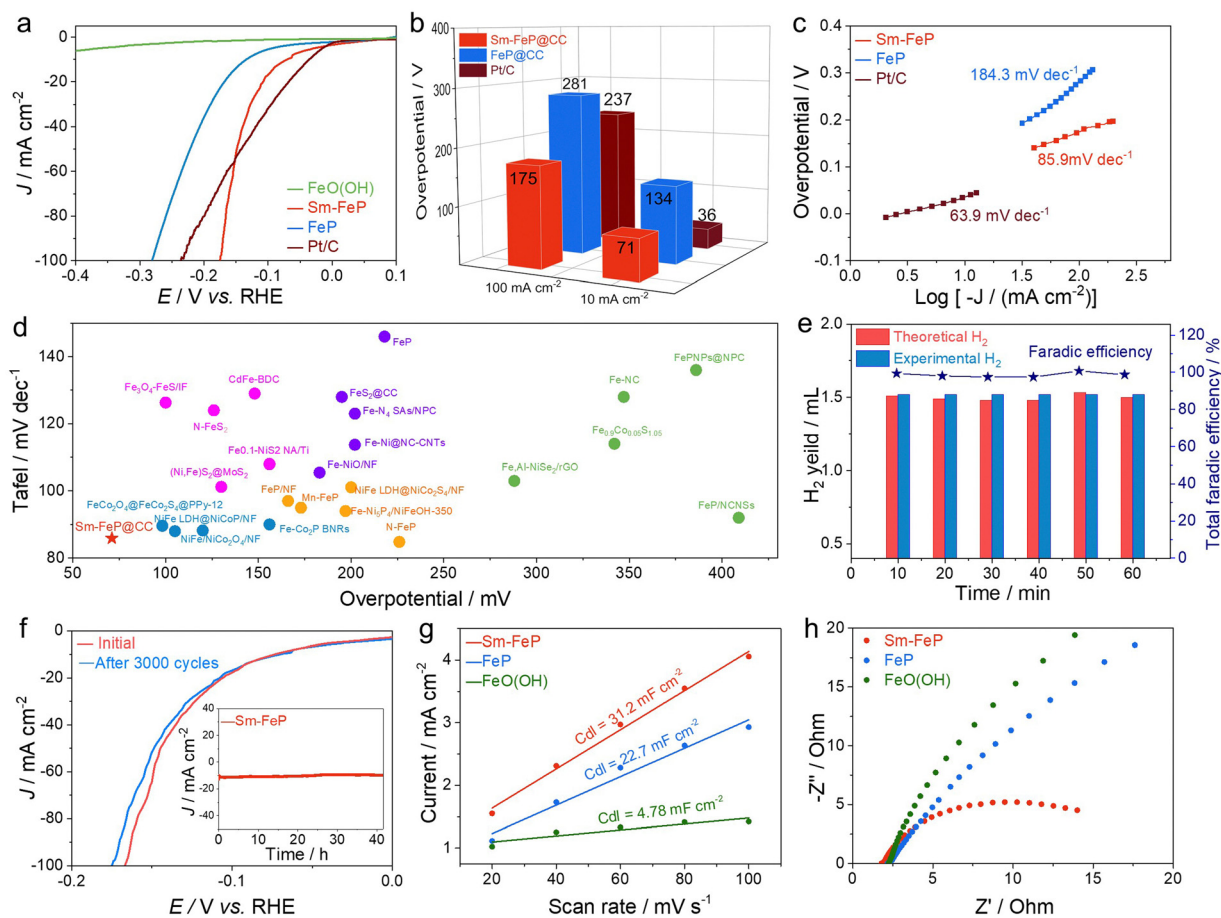 a
0
-20
-40
-60
-80
-100
J / mA cm-2
FeO(OH)
Sm-FeP
FeP
Pt/C
-0.4
-0.3
-0.2
-0.1
0.0
0.1
E / V vs. RHE
b
400
300
200
100
Overpotential / V
Sm-FeP@CC
FeP@CC
Pt/C
281
237
175
134
71
36
100 mA cm-2
10 mA cm-2
c
Sm-FeP
FeP
Pt/C
0.4
0.3
0.2
0.1
0.0
-0.1
Overpotential / V
184.3 mV dec-1
85.9mV dec-1
63.9 mV dec-1
0.0
0.5
1.0
1.5
2.0
2.5
Log [ -J / (mA cm-2)]
d
140
120
100
80
Tafel / mV dec-1
FeP
FePNPs@NPC
CdFe-BDC
Fe3O4-FeS/IF
FeS2@CC
Fe-NC
N-FeS2
Fe-N4 SAs/NPC
Fe0.9Co0.05S1.05
Fe0.1-NiS2 NA/Ti
Fe-Ni@NC-CNTs
(Ni,Fe)S2@MoS2
Fe-NiO/NF
Fe,Al-NiSe2/rGO
FeP/NF
NiFe LDH@NiCo2S4/NF
FeCo2O4@FeCo2S4@PPy-12
Mn-FeP
Fe-Ni5P4/NiFeOH-350
FeP/NCNSs
NiFe LDH@NiCoP/NF
Sm-FeP@CC
Fe-Co2P BNRs
N-FeP
NiFe/NiCo2O4/NF
50
100
150
200
250
300
350
400
Overpotential / mV
e
2.0
1.5
1.0
0.5
H2 yeild / mL
Theoretical H2
Experimental H2
Faradic efficiency
120
100
80
60
40
20
0
Total faradic efficiency / %
0
10
20
30
40
50
60
Time / min
f
0
-20
-40
-60
-80
-100
J / mA cm-2
Initial
After 3000 cycles
40
20
0
-20
-40
J / mA cm-2
Sm-FeP
0
10
20
30
40
Time / h
-0.2
-0.1
0.0
E / V vs. RHE
g
Sm-FeP
FeP
FeO(OH)
4
3
2
1
Current / mA cm-2
Cdl = 31.2 mF cm-2
Cdl = 22.7 mF cm-2
Cdl = 4.78 mF cm-2
20
40
60
80
100
Scan rate / mV s-1
h
-20
-15
-10
-5
0
-Z'' / Ohm
Sm-FeP
FeP
FeO(OH)
0
5
10
15
20
Z' / Ohm